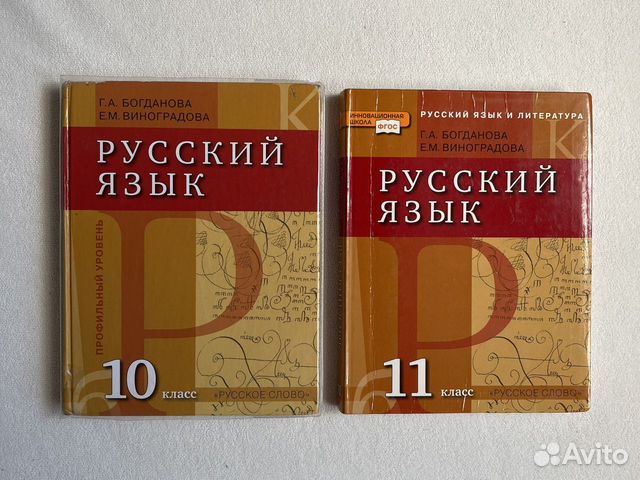 Г.А. БОГДАНОВА
Е.М. ВИНОГРАДОВА
РУССКИЙ
ЯЗЫК
ПРОФИЛЬНЫЙ УРОВЕНЬ
10 класс
«РУССКОЕ СЛОВО»
ИННОВАЦИОННАЯ
ШКОЛА
ФГОС
РУССКИЙ ЯЗЫК И ЛИТЕРАТУРА
Г.А. БОГДАНОВА
Е.М. ВИНОГРАДОВА
РУССКИЙ
ЯЗЫК
11 класс
«РУССКОЕ СЛОВО»
Avito